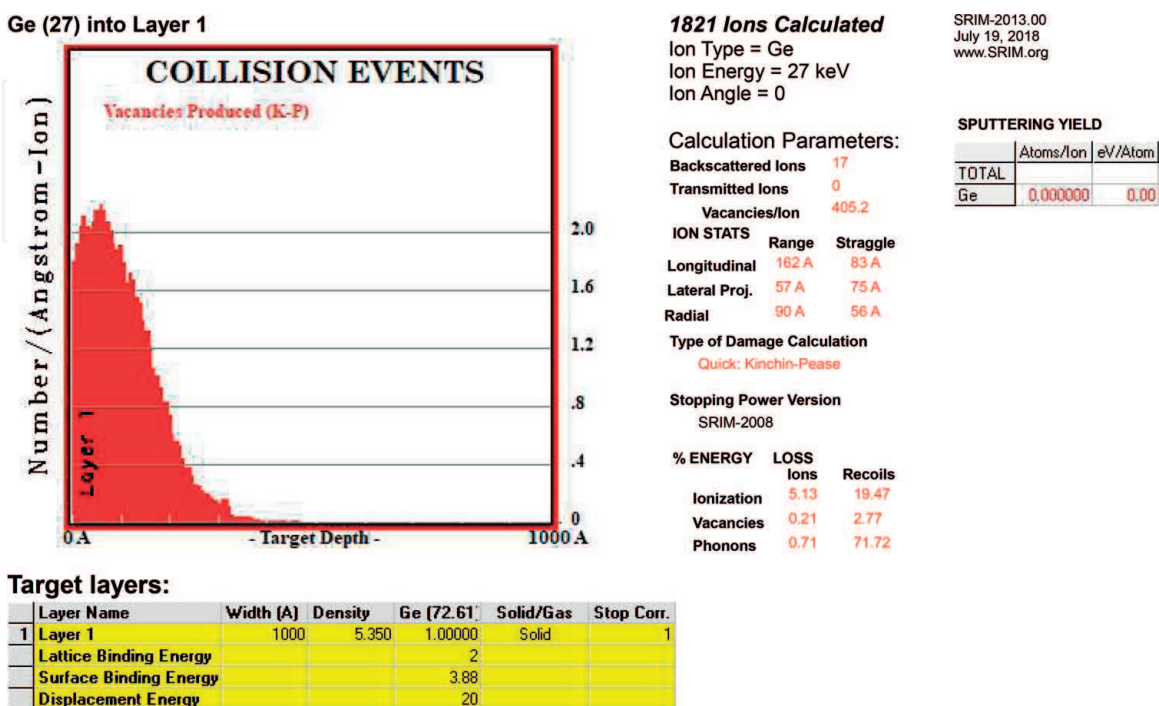 Ge (27) into Layer 1
COLLISION EVENTS
Vacancies Produced (K-P)
Number/(Angstrom-Ion)
Layer 1
2.0
1.6
1.2
.8
.4
0
0 A
- Target Depth -
1000 A
1821 Ions Calculated
Ion Type = Ge
Ion Energy = 27 keV
Ion Angle = 0
Calculation Parameters:
Backscattered Ions 17
Transmitted Ions 0
Vacancies/Ion 405.2
ION STATS Range Straggle
Longitudinal 162 A 83 A
Lateral Proj. 57 A 75 A
Radial 90 A 56 A
Type of Damage Calculation
Quick: Kinchin-Pease
Stopping Power Version
SRIM-2008
% ENERGY LOSS
Ions Recoils
Ionization 5.13 19.47
Vacancies 0.21 2.77
Phonons 0.71 71.72
SRIM-2013.00
July 19, 2018
www.SRIM.org
SPUTTERING YIELD
Atoms/Ion eV/Atom
TOTAL
Ge 0.000000 0.00
Target layers:
Layer Name Width (A) Density Ge (72.61) Solid/Gas Stop Corr.
1 Layer 1 1000 5.350 1.00000 Solid 1
Lattice Binding Energy 2
Surface Binding Energy 3.88
Displacement Energy 20